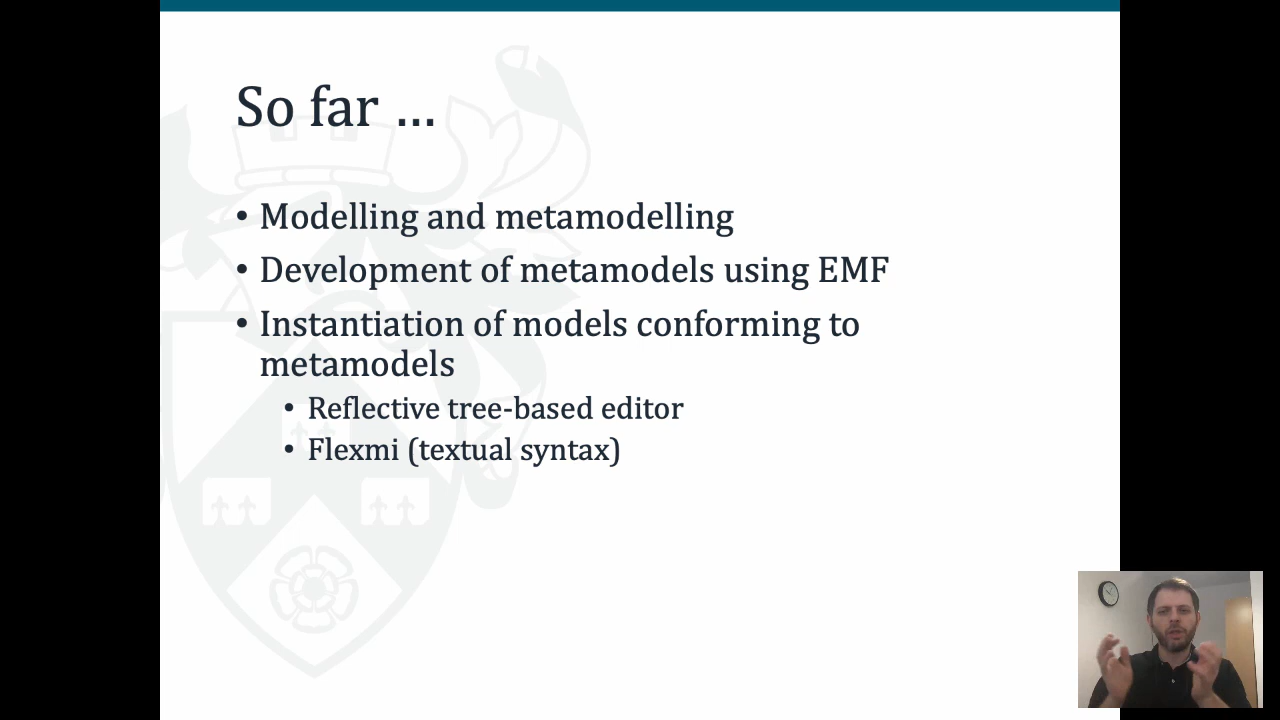 So far …
• Modelling and metamodelling
• Development of metamodels using EMF
• Instantiation of models conforming to
metamodels
• Reflective tree-based editor
• Flexmi (textual syntax)